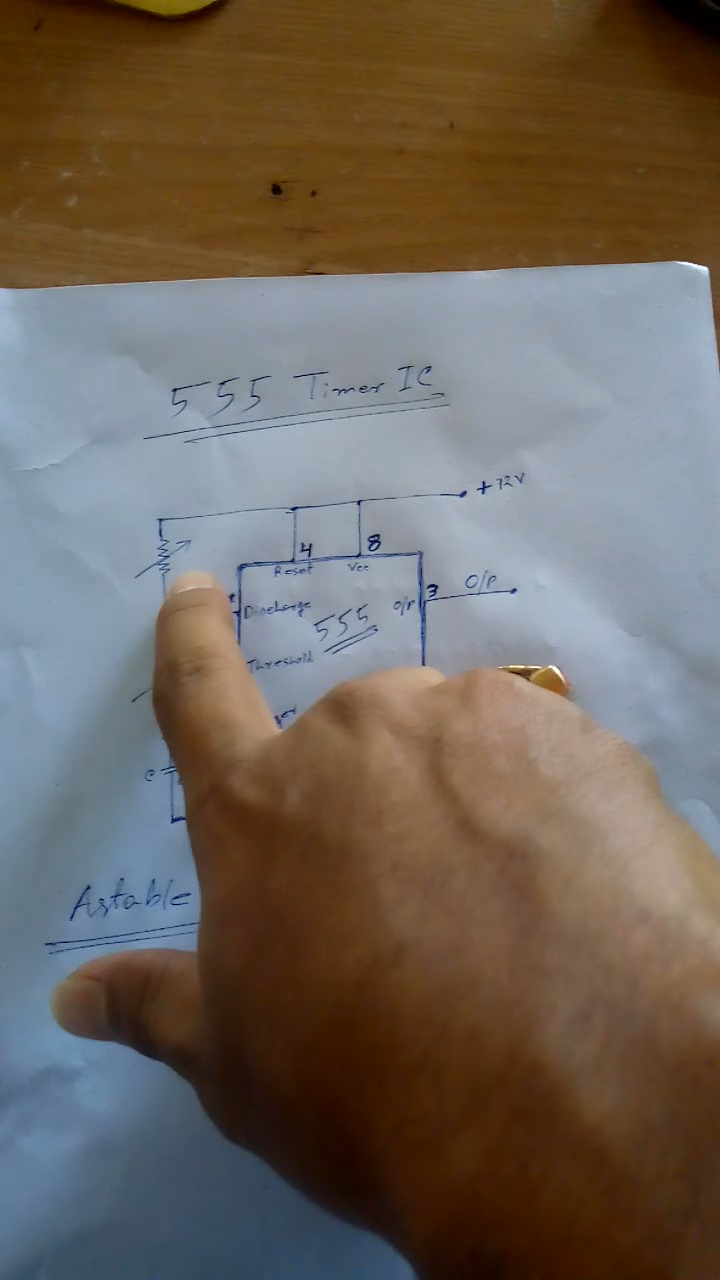 555 Timer IC
+12V
4 8
Reset Vcc
3 O/P
Discharge O/P
555
Threshold
C
Astable